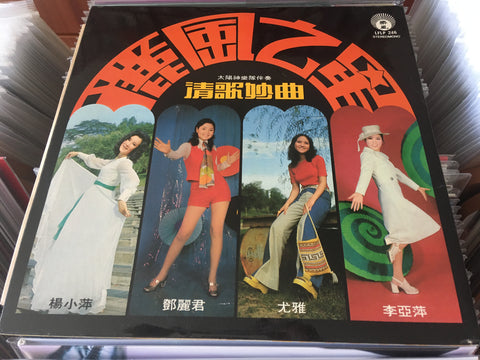 麗風之星
LFLP 246
STEREO/MONO
太陽神樂隊伴奏
清歌妙曲
楊小萍
鄧麗君
尤雅
李亞萍